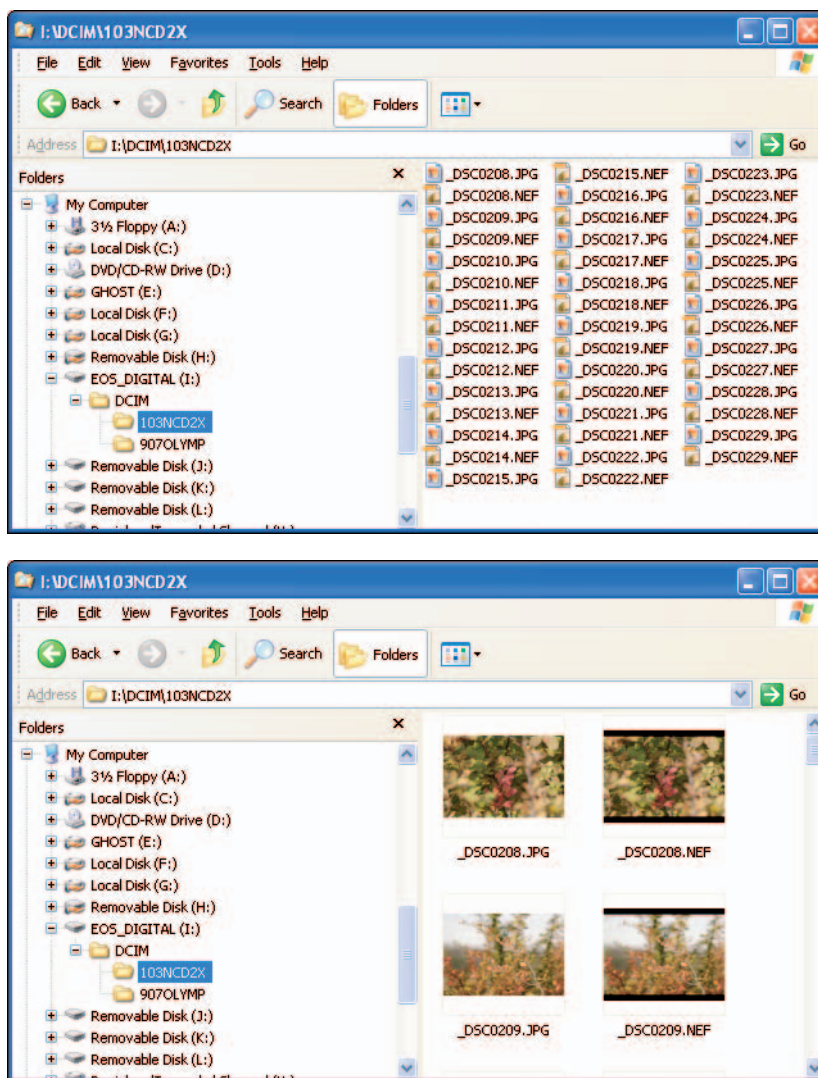 I:\DCIM\103NCD2X
File Edit View Favorites Tools Help
Back Search Folders
Address I:\DCIM\103NCD2X Go
Folders
My Computer
3½ Floppy (A:)
Local Disk (C:)
DVD/CD-RW Drive (D:)
GHOST (E:)
Local Disk (F:)
Local Disk (G:)
Removable Disk (H:)
EOS_DIGITAL (I:)
DCIM
103NCD2X
907OLYMP
Removable Disk (J:)
Removable Disk (K:)
Removable Disk (L:)
_DSC0208.JPG _DSC0215.NEF _DSC0223.JPG
_DSC0208.NEF _DSC0216.JPG _DSC0223.NEF
_DSC0209.JPG _DSC0216.NEF _DSC0224.JPG
_DSC0209.NEF _DSC0217.JPG _DSC0224.NEF
_DSC0210.JPG _DSC0217.NEF _DSC0225.JPG
_DSC0210.NEF _DSC0218.JPG _DSC0225.NEF
_DSC0211.JPG _DSC0218.NEF _DSC0226.JPG
_DSC0211.NEF _DSC0219.JPG _DSC0226.NEF
_DSC0212.JPG _DSC0219.NEF _DSC0227.JPG
_DSC0212.NEF _DSC0220.JPG _DSC0227.NEF
_DSC0213.JPG _DSC0220.NEF _DSC0228.JPG
_DSC0213.NEF _DSC0221.JPG _DSC0228.NEF
_DSC0214.JPG _DSC0221.NEF _DSC0229.JPG
_DSC0214.NEF _DSC0222.JPG _DSC0229.NEF
_DSC0215.JPG _DSC0222.NEF
I:\DCIM\103NCD2X
File Edit View Favorites Tools Help
Back Search Folders
Address I:\DCIM\103NCD2X Go
Folders
My Computer
3½ Floppy (A:)
Local Disk (C:)
DVD/CD-RW Drive (D:)
GHOST (E:)
Local Disk (F:)
Local Disk (G:)
Removable Disk (H:)
EOS_DIGITAL (I:)
DCIM
103NCD2X
907OLYMP
Removable Disk (J:)
Removable Disk (K:)
Removable Disk (L:)
_DSC0208.JPG _DSC0208.NEF
_DSC0209.JPG _DSC0209.NEF